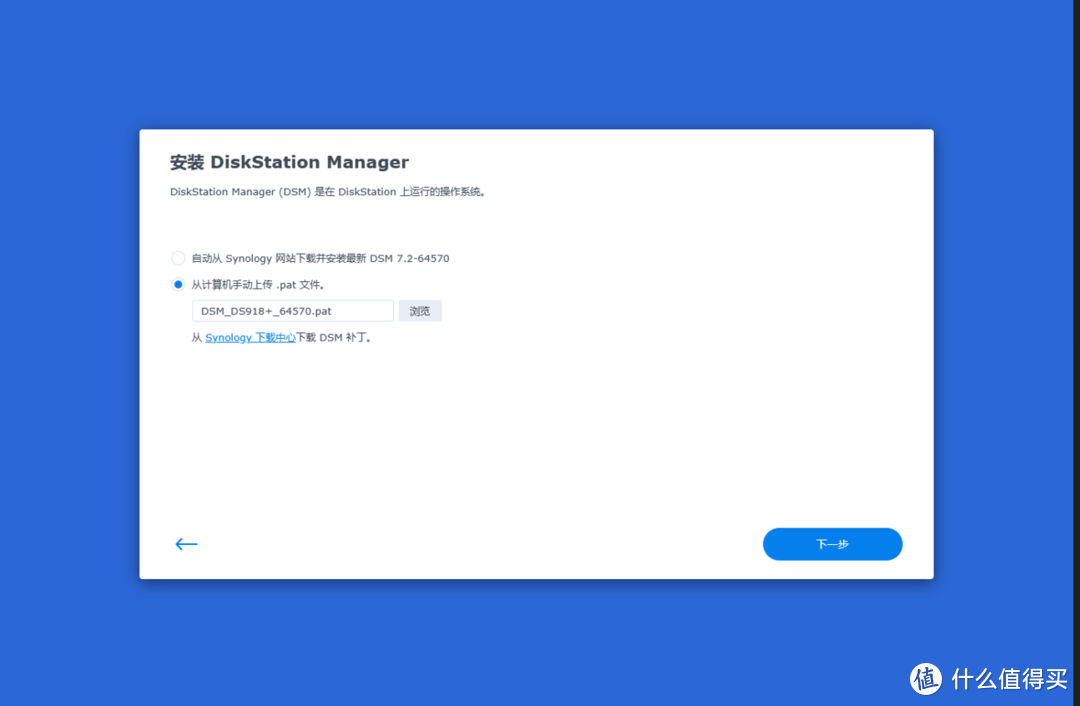 安装 DiskStation Manager
DiskStation Manager (DSM) 是在 DiskStation 上运行的操作系统。
自动从 Synology 网站下载并安装最新 DSM 7.2-64570
从计算机手动上传 .pat 文件。
DSM_DS918+_64570.pat 浏览
从 Synology 下载中心下载 DSM 补丁。
下一步
值 什么值得买